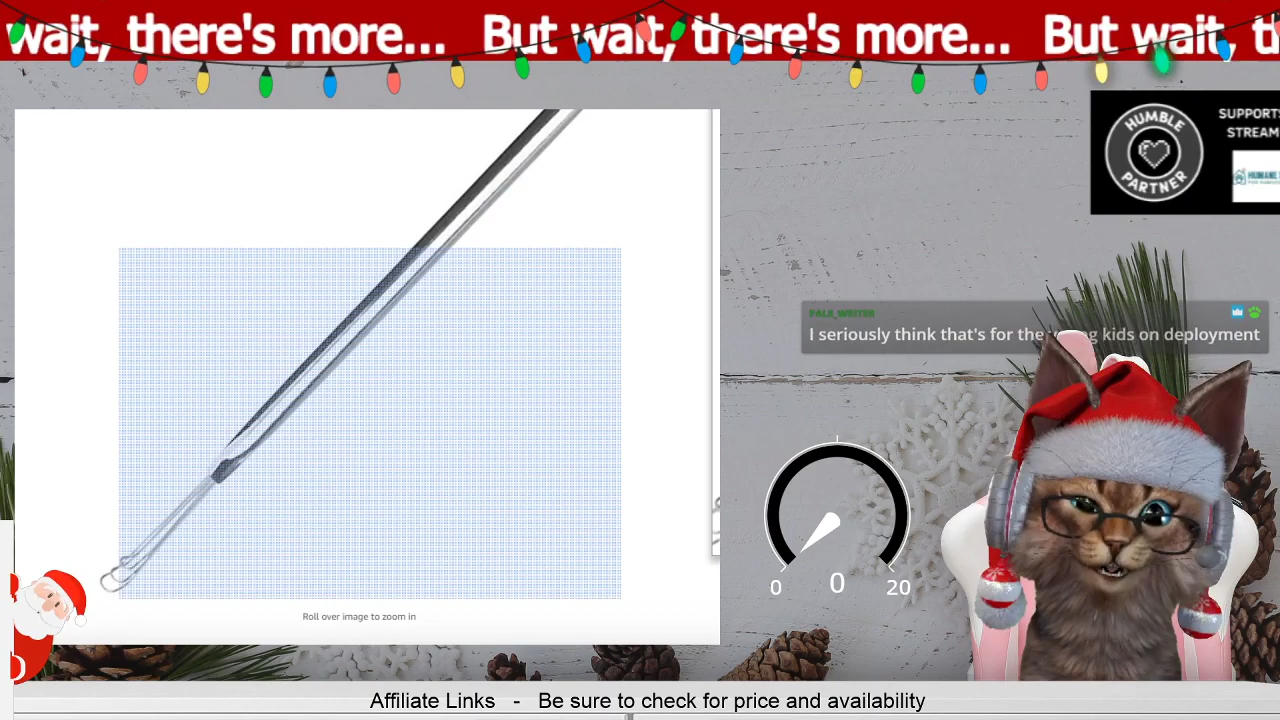 wait, there's more... But wait, there's more... But wait, t
HUMBLE
PARTNER
SUPPORTS
STREAM
HUMANE
I seriously think that's for the kids on deployment
0 0 20
Roll over image to zoom in
Affiliate Links - Be sure to check for price and availability